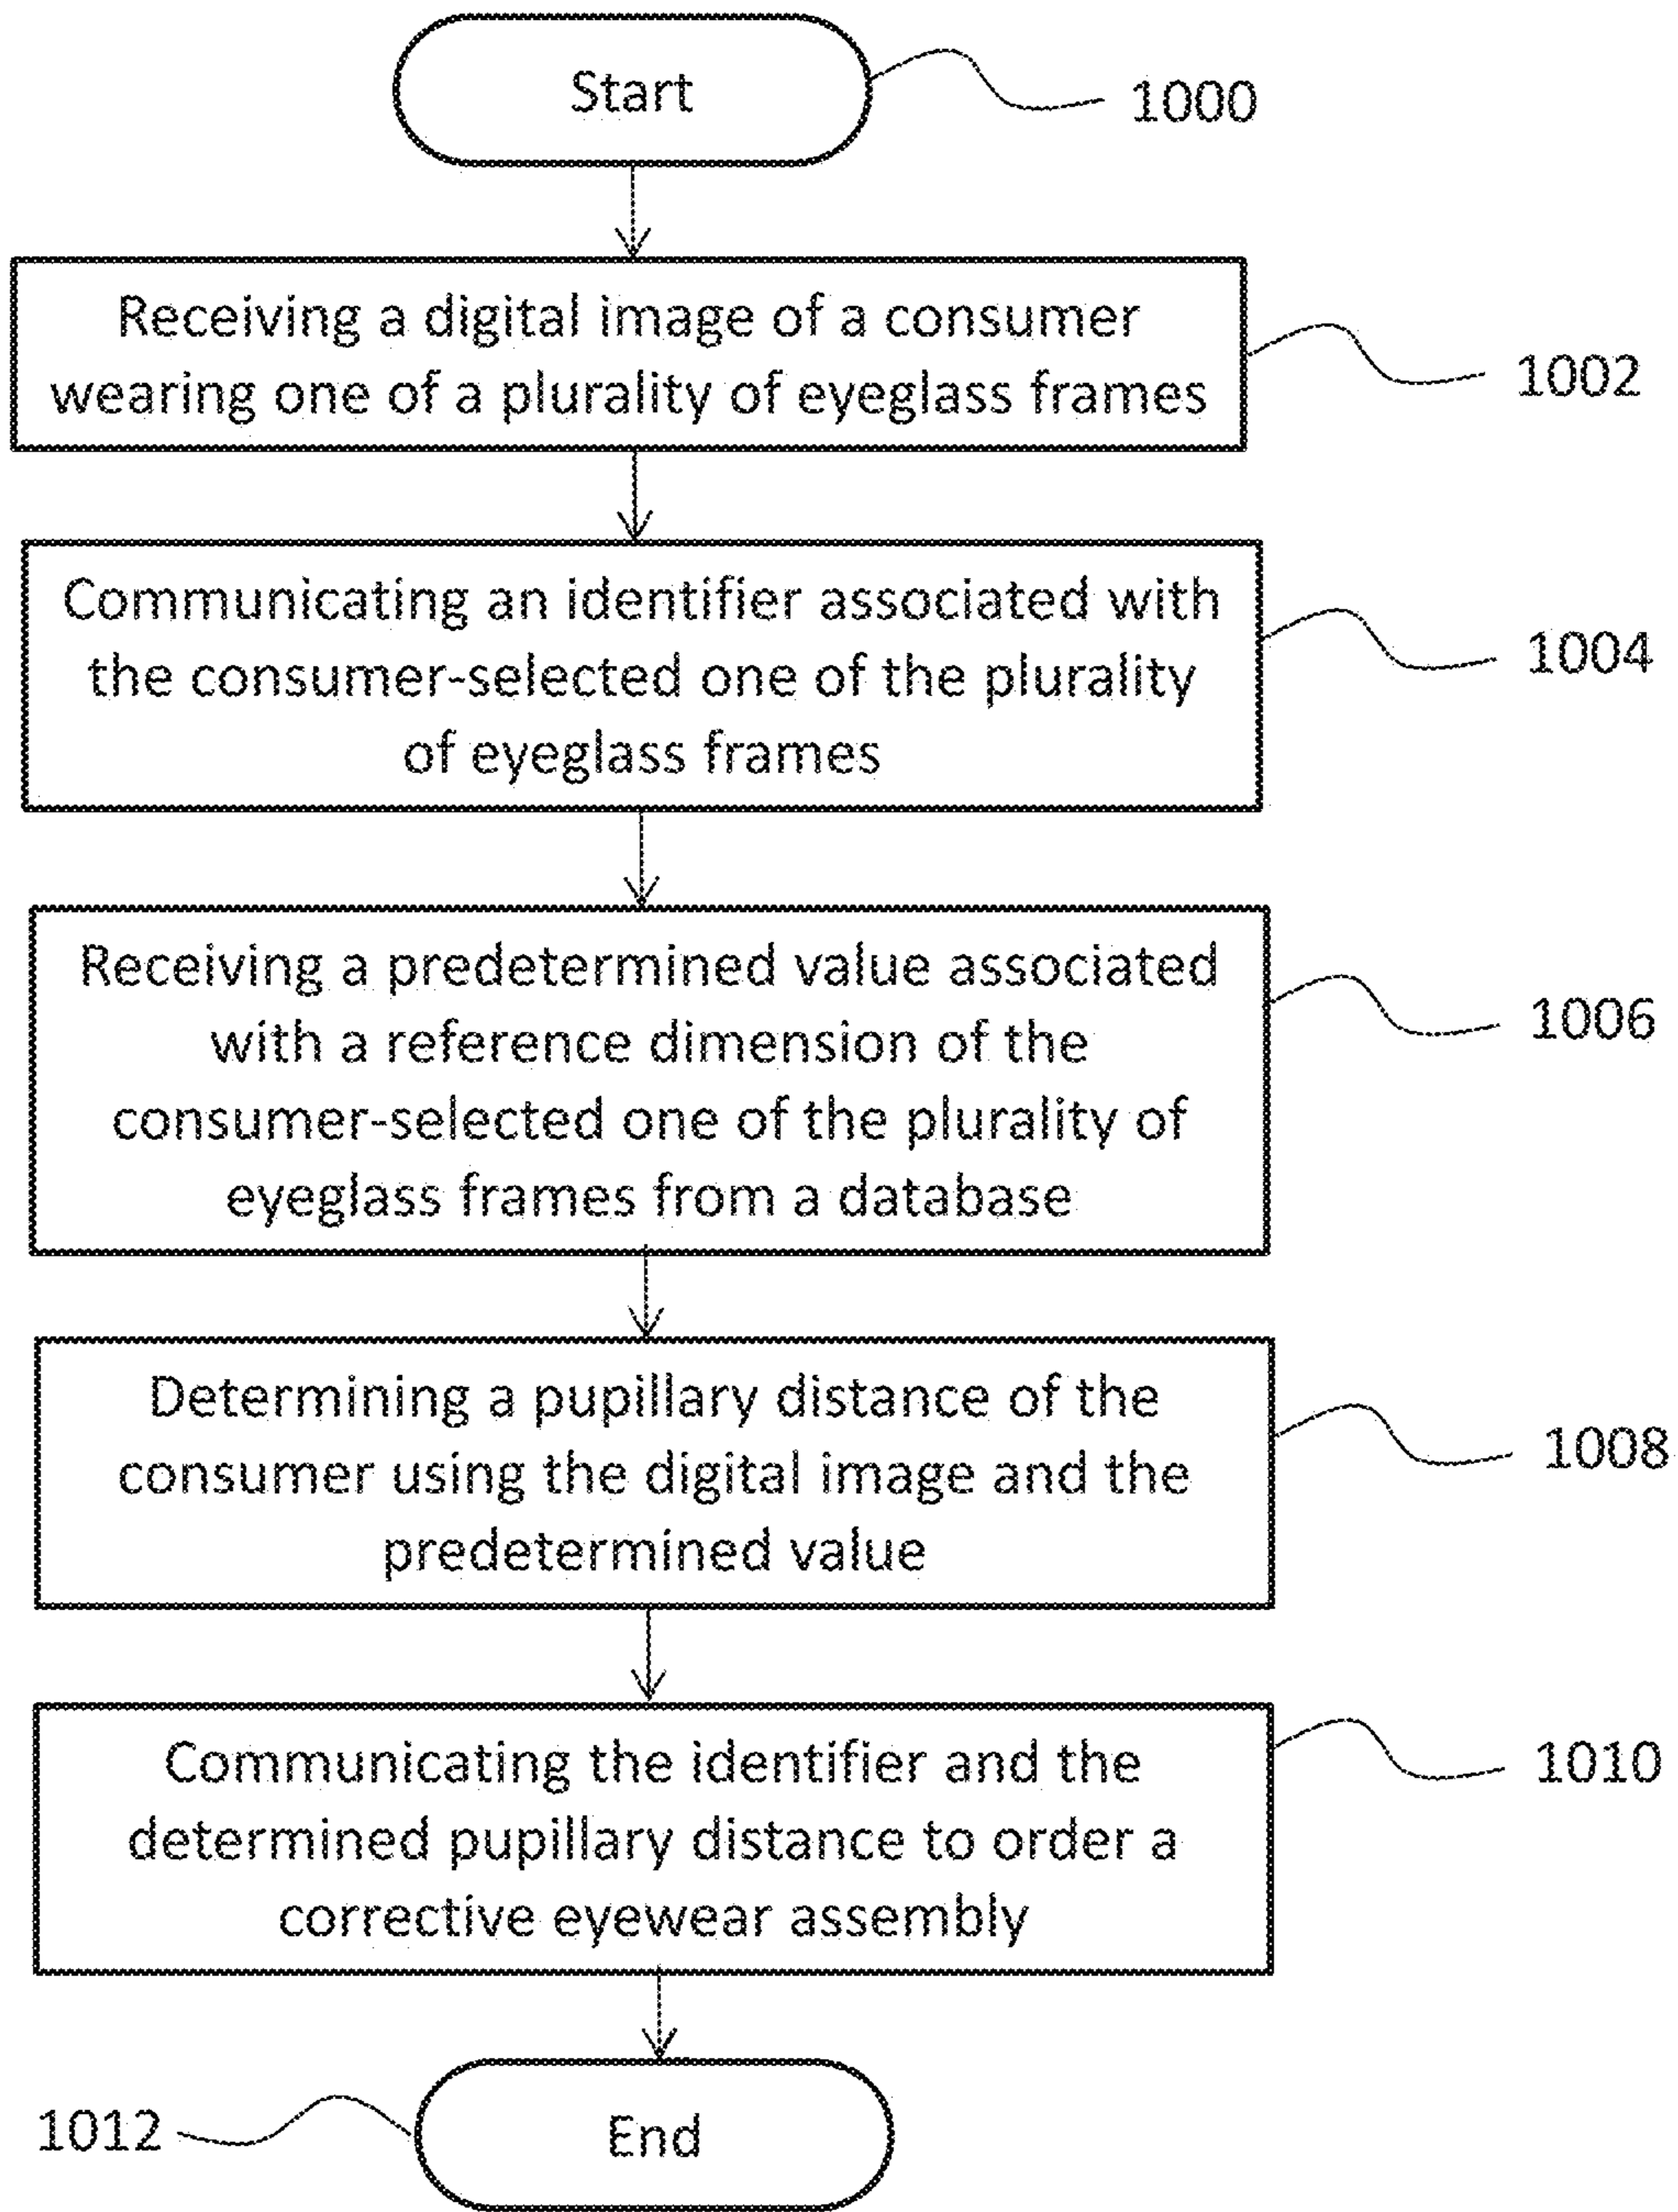 Start
1000
Receiving a digital image of a consumer
wearing one of a plurality of eyeglass frames
1002
Communicating an identifier associated with
the consumer-selected one of the plurality
of eyeglass frames
1004
Receiving a predetermined value associated
with a reference dimension of the
consumer-selected one of the plurality of
eyeglass frames from a database
1006
Determining a pupillary distance of the
consumer using the digital image and the
predetermined value
1008
Communicating the identifier and the
determined pupillary distance to order a
corrective eyewear assembly
1010
End
1012